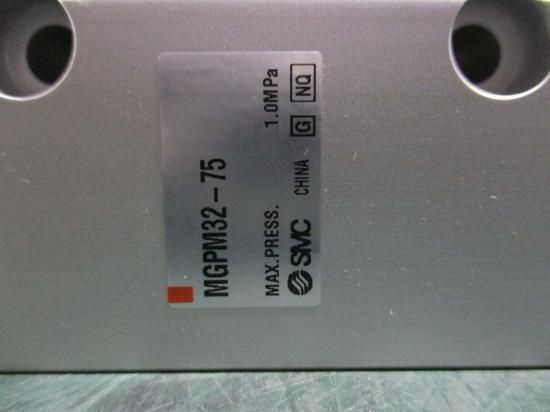 MGPM32-75
MAX.PRESS. 1.0MPa
SMC CHINA G NQ